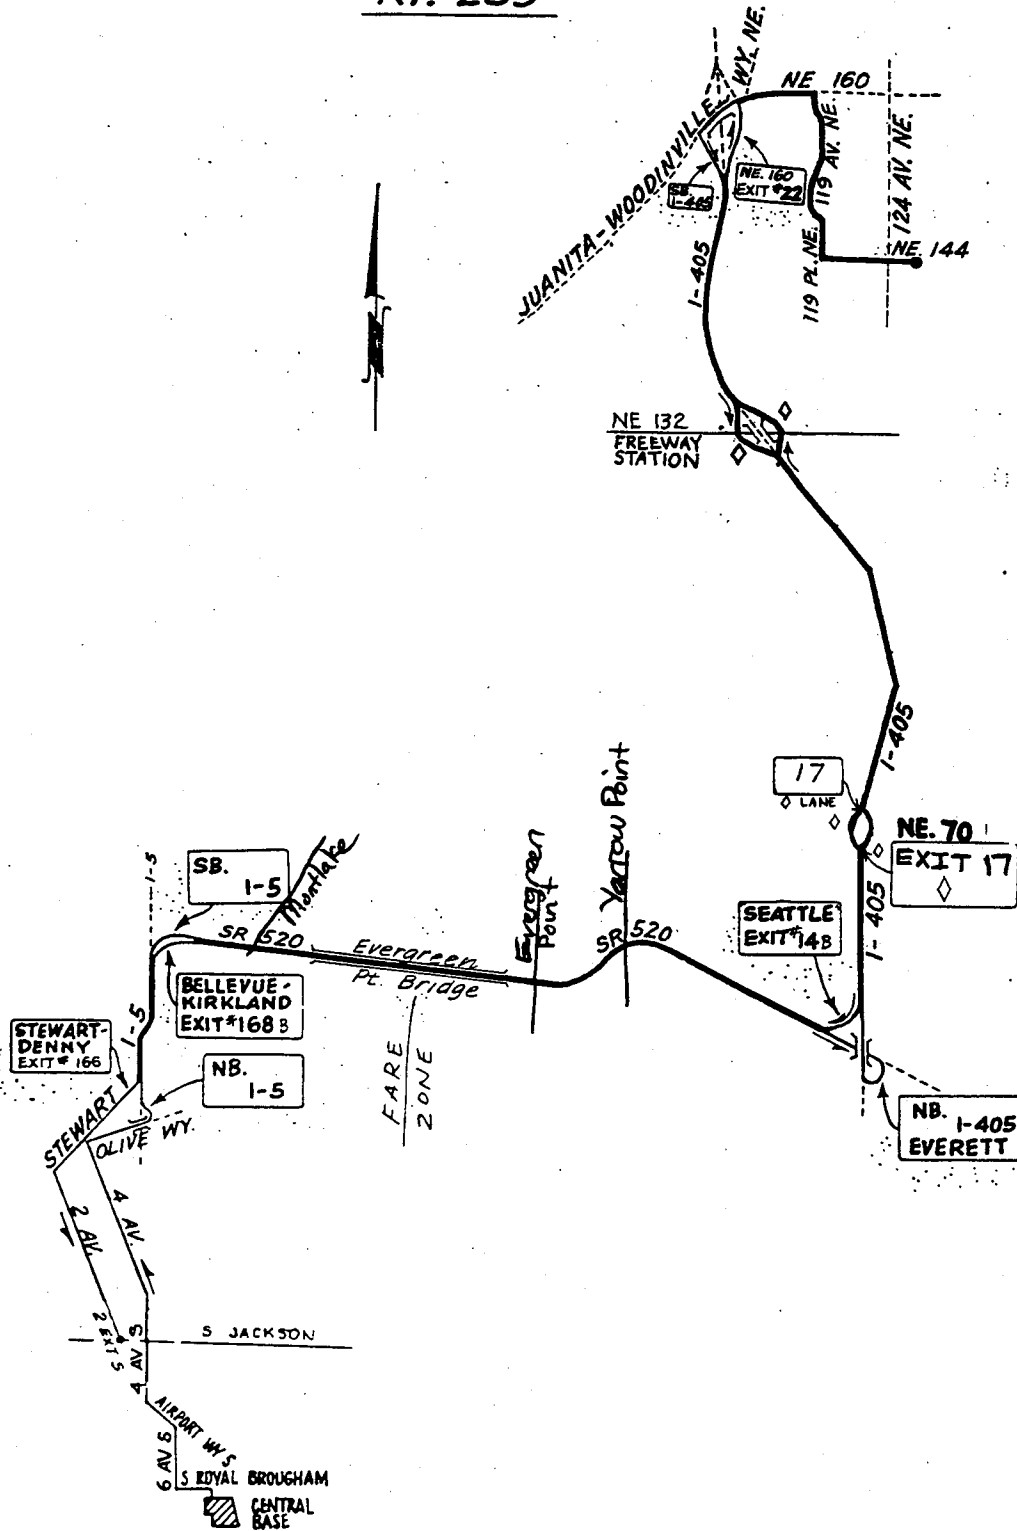 WY. NE.
NE 160
JUANITA-WOODINVILLE
119 AV. NE.
124 AV. NE.
NE. 160
EXIT #22
SB.
I-405
I-405
119 PL. NE.
NE. 144
NE 132
FREEWAY
STATION
I-405
17
LANE
NE. 70
EXIT 17
I-405
SEATTLE
EXIT #14B
NB.
I-405
EVERETT
Yarrow Point
Evergreen
Point
SR 520
SR 520
Evergreen
Pt. Bridge
FARE
ZONE
Montlake
I-5
SB.
I-5
BELLEVUE-
KIRKLAND
EXIT #168B
I-5
STEWART-
DENNY
EXIT # 166
NB.
I-5
STEWART
OLIVE WY.
4 AV.
2 AV.
2 EXT S
S JACKSON
4 AV S
AIRPORT WY S
6 AV S
S ROYAL BROUGHAM
CENTRAL
BASE